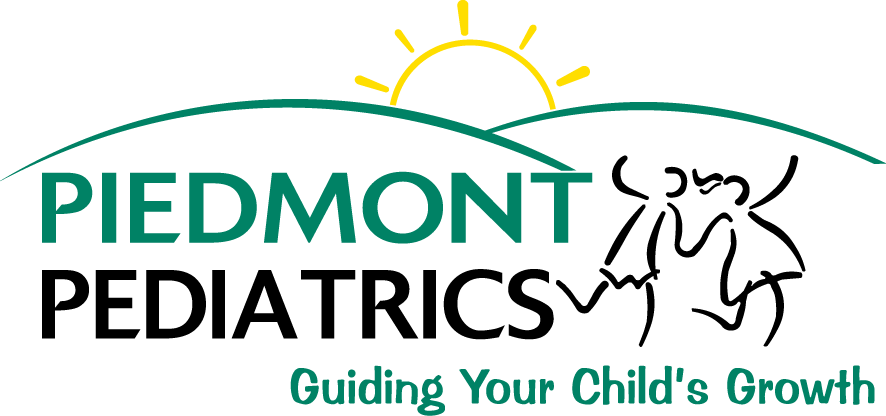 PIEDMONT
PEDIATRICS
Guiding Your Child's Growth